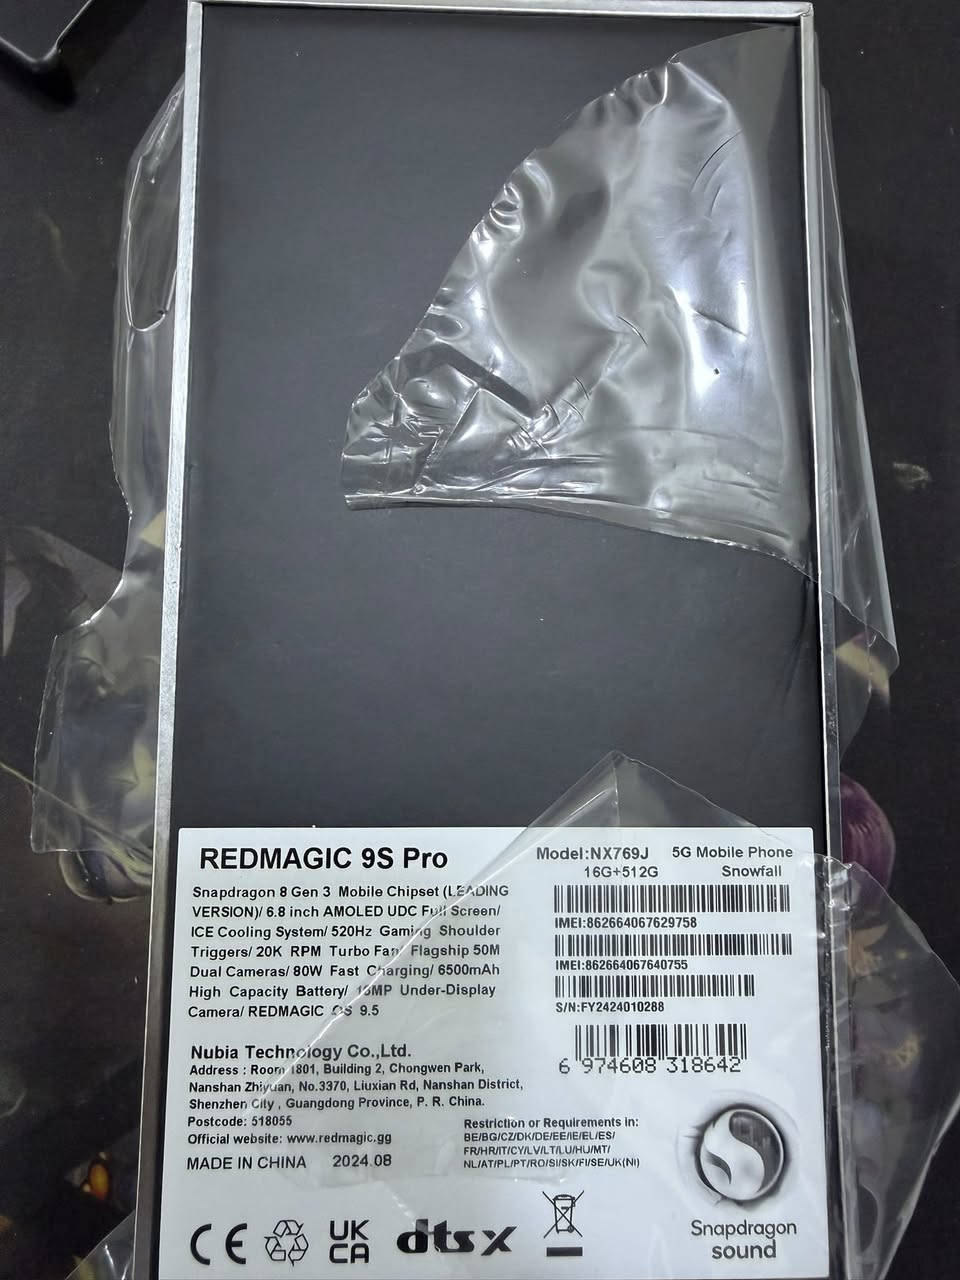 REDMAGIC 9S Pro
Snapdragon 8 Gen 3 Mobile Chipset (LEADING
VERSION)/ 6.8 inch AMOLED UDC Full Screen/
ICE Cooling System/ 520Hz Gaming Shoulder
Triggers/ 20K RPM Turbo Fan/ Flagship 50M
Dual Cameras/ 80W Fast Charging/ 6500mAh
High Capacity Battery/ 16MP Under-Display
Camera/ REDMAGIC OS 9.5
Nubia Technology Co.,Ltd.
Address : Room 1801, Building 2, Chongwen Park,
Nanshan Zhiyuan, No.3370, Liuxian Rd, Nanshan District,
Shenzhen City , Guangdong Province, P. R. China.
Postcode: 518055
Official website: www.redmagic.gg
MADE IN CHINA 2024.08
Model:NX769J 5G Mobile Phone
16G+512G Snowfall
IMEI:862664067629758
IMEI:862664067640755
S/N:FY2424010288
6 974608 318642
Restriction or Requirements in:
BE/BG/CZ/DK/DE/EE/IE/EL/ES/
FR/HR/IT/CY/LV/LT/LU/HU/MT/
NL/AT/PL/PT/RO/SI/SK/FI/SE/UK(NI)
CE
UK
CA
dts x
Snapdragon
sound